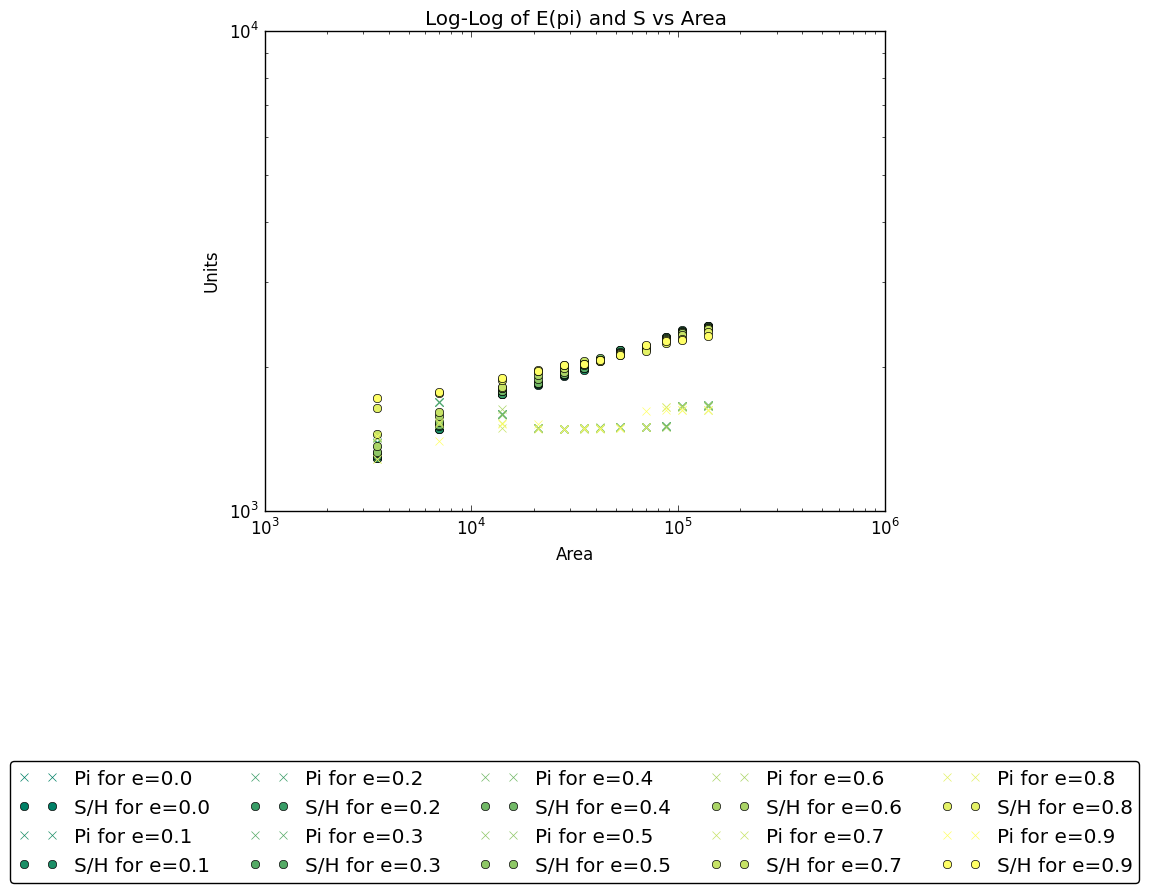 Log-Log of E(pi) and S vs Area
10^4
Units
10^3
10^3 10^4 10^5 10^6
Area
Pi for e=0.0 Pi for e=0.2 Pi for e=0.4 Pi for e=0.6 Pi for e=0.8
S/H for e=0.0 S/H for e=0.2 S/H for e=0.4 S/H for e=0.6 S/H for e=0.8
Pi for e=0.1 Pi for e=0.3 Pi for e=0.5 Pi for e=0.7 Pi for e=0.9
S/H for e=0.1 S/H for e=0.3 S/H for e=0.5 S/H for e=0.7 S/H for e=0.9